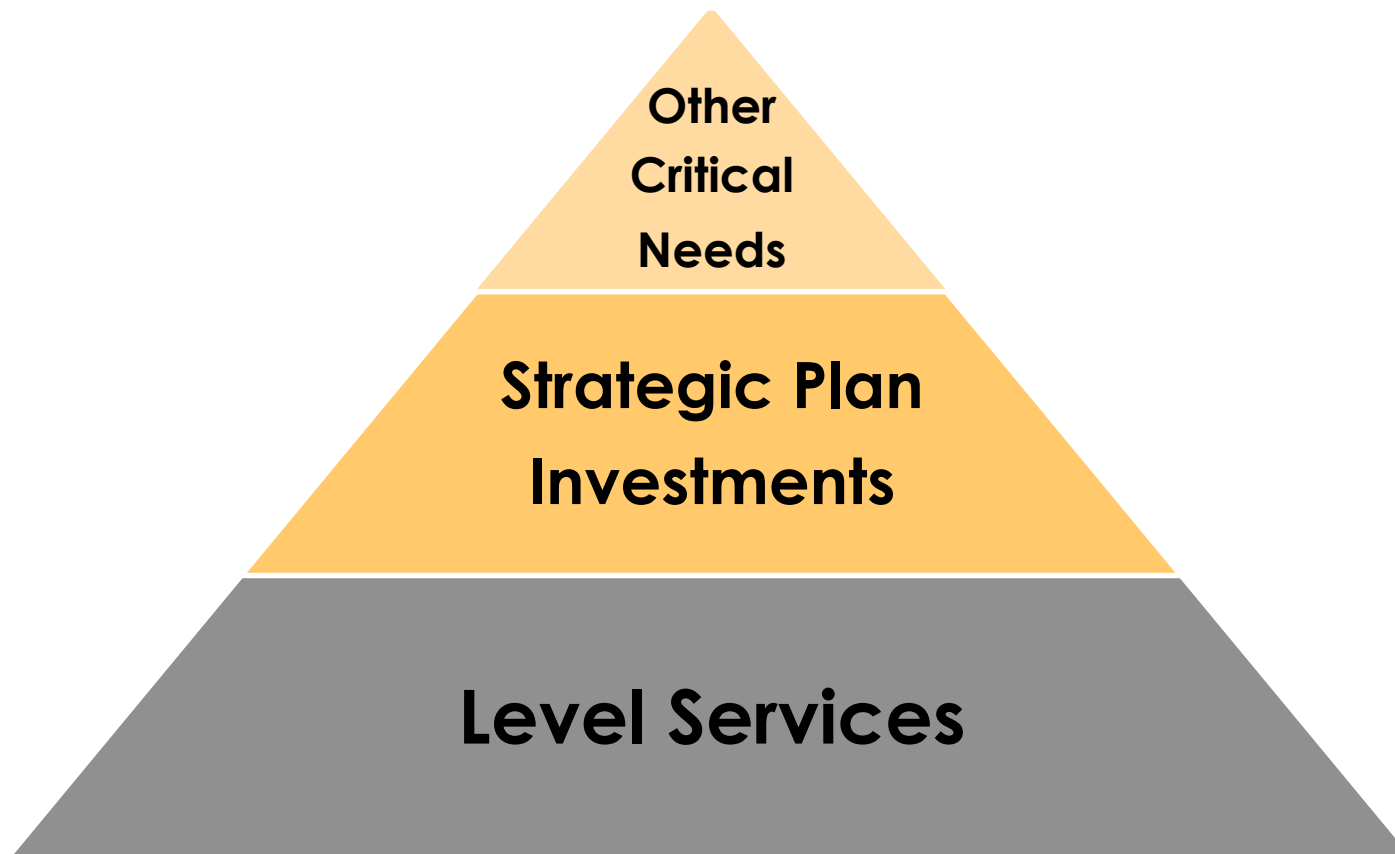 Other
Critical
Needs
Strategic Plan
Investments
Level Services